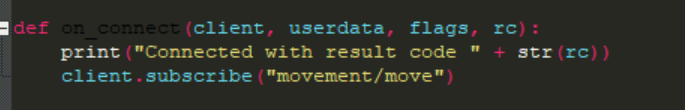 def on_connect(client, userdata, flags, rc):
    print("Connected with result code " + str(rc))
    client.subscribe("movement/move")